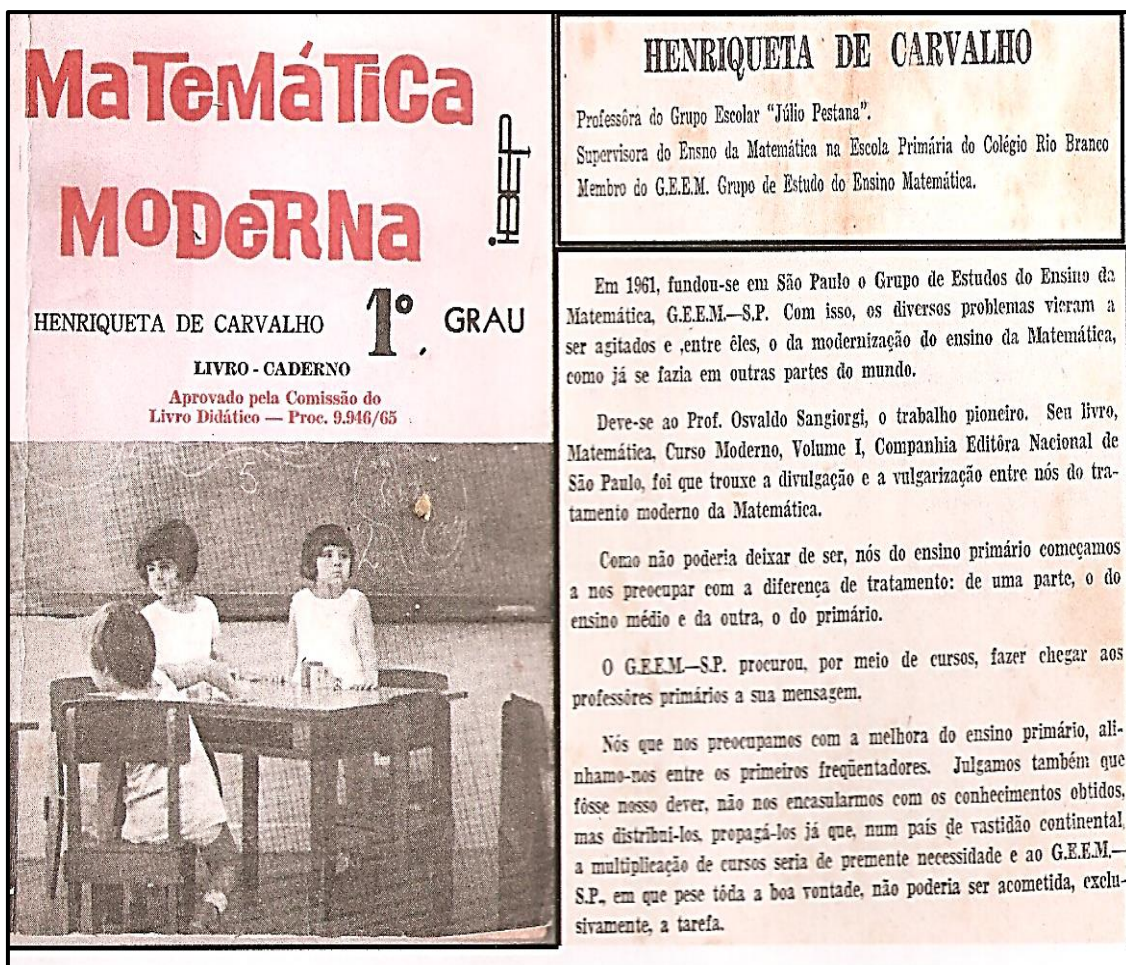 MaTeMáTiCa
MODeRNa
HENRIQUETA DE CARVALHO 1º, GRAU
LIVRO - CADERNO
Aprovado pela Comissão do
Livro Didático — Proc. 9.946/65
5
HENRIQUETA DE CARVALHO
Professôra do Grupo Escolar "Júlio Pestana".
Supervisora do Ensno da Matemática na Escola Primária do Colégio Rio Branco
Membro do G.E.E.M. Grupo de Estudo do Ensino Matemática.
Em 1961, fundou-se em São Paulo o Grupo de Estudos do Ensino da
Matemática, G.E.E.M.—S.P. Com isso, os diversos problemas vieram a
ser agitados e ,entre êles, o da modernização do ensino da Matemática,
como já se fazia em outras partes do mundo.
Deve-se ao Prof. Osvaldo Sangiorgi, o trabalho pioneiro. Seu livro,
Matemática, Curso Moderno, Volume I, Companhia Editôra Nacional de
São Paulo, foi que trouxe a divulgação e a vulgarização entre nós do tra-
tamento moderno da Matemática.
Como não poderia deixar de ser, nós do ensino primário começamos
a nos preocupar com a diferença de tratamento: de uma parte, o do
ensino médio e da outra, o do primário.
O G.E.E.M.—S.P. procurou, por meio de cursos, fazer chegar aos
professôres primários a sua mensagem.
Nós que nos preocupamos com a melhora do ensino primário, ali-
nhamo-nos entre os primeiros freqüentadores. Julgamos também que
fôsse nosso dever, não nos encasularmos com os conhecimentos obtidos,
mas distribuí-los, propagá-los já que, num país de vastidão continental,
a multiplicação de cursos seria de premente necessidade e ao G.E.E.M.—
S.P., em que pese tôda a boa vontade, não poderia ser acometida, exclu-
sivamente, a tarefa.